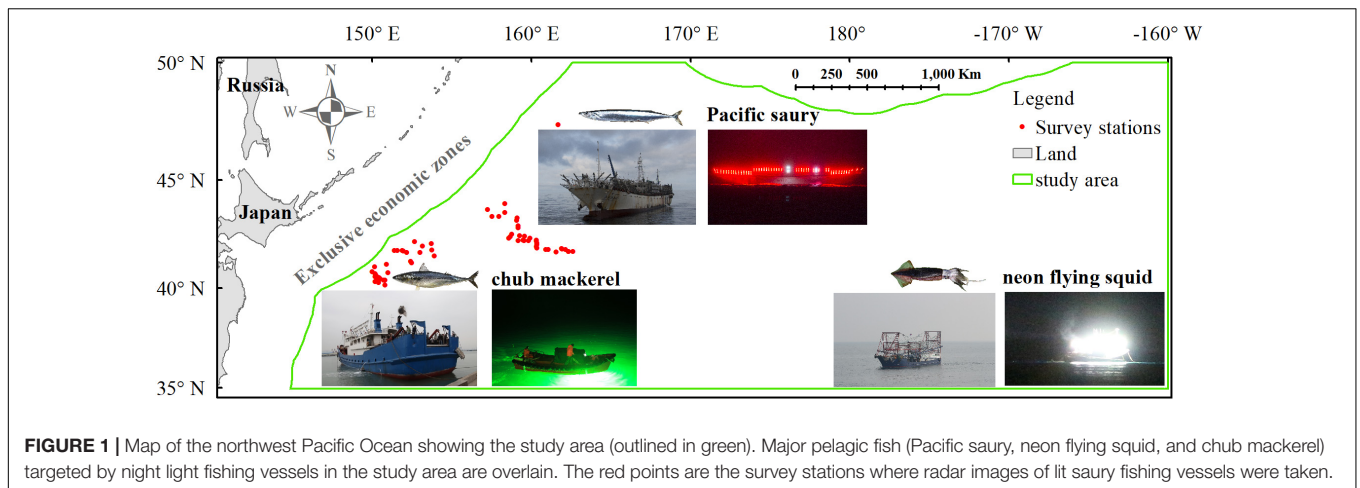 150° E 160° E 170° E 180° -170° W -160° W
50° N
Russia
N
W E
S
0 250 500 1,000 Km
Legend
Survey stations
Land
study area
Pacific saury
45° N
Japan
Exclusive economic zones
40° N
chub mackerel
neon flying squid
35° N
FIGURE 1 | Map of the northwest Pacific Ocean showing the study area (outlined in green). Major pelagic fish (Pacific saury, neon flying squid, and chub mackerel)
targeted by night light fishing vessels in the study area are overlain. The red points are the survey stations where radar images of lit saury fishing vessels were taken.